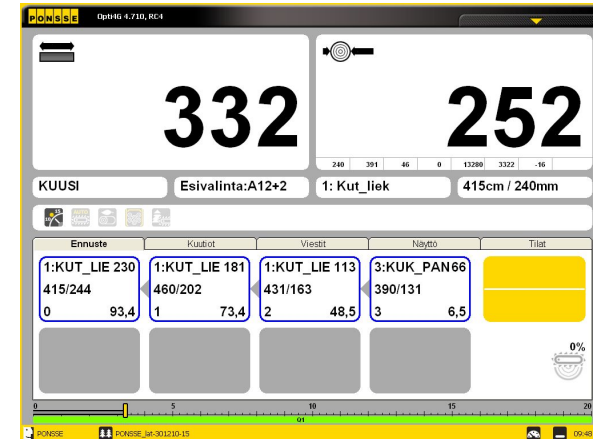 PONSSE Opti4G 4.710, RC4
332
252
240 391 46 0 13280 3322 -16
KUUSI Esivalinta:A12+2 1: Kut_liek 415cm / 240mm
Ennuste Kuutiot Viestit Näyttö Tilat
1:KUT_LIE 230 1:KUT_LIE 181 1:KUT_LIE 113 3:KUK_PAN66
415/244 460/202 431/163 390/131
0 93,4 1 73,4 2 48,5 3 6,5
0%
0 5 10 15 20
Q1
PONSSE PONSSE_lat-301210-15 09:48